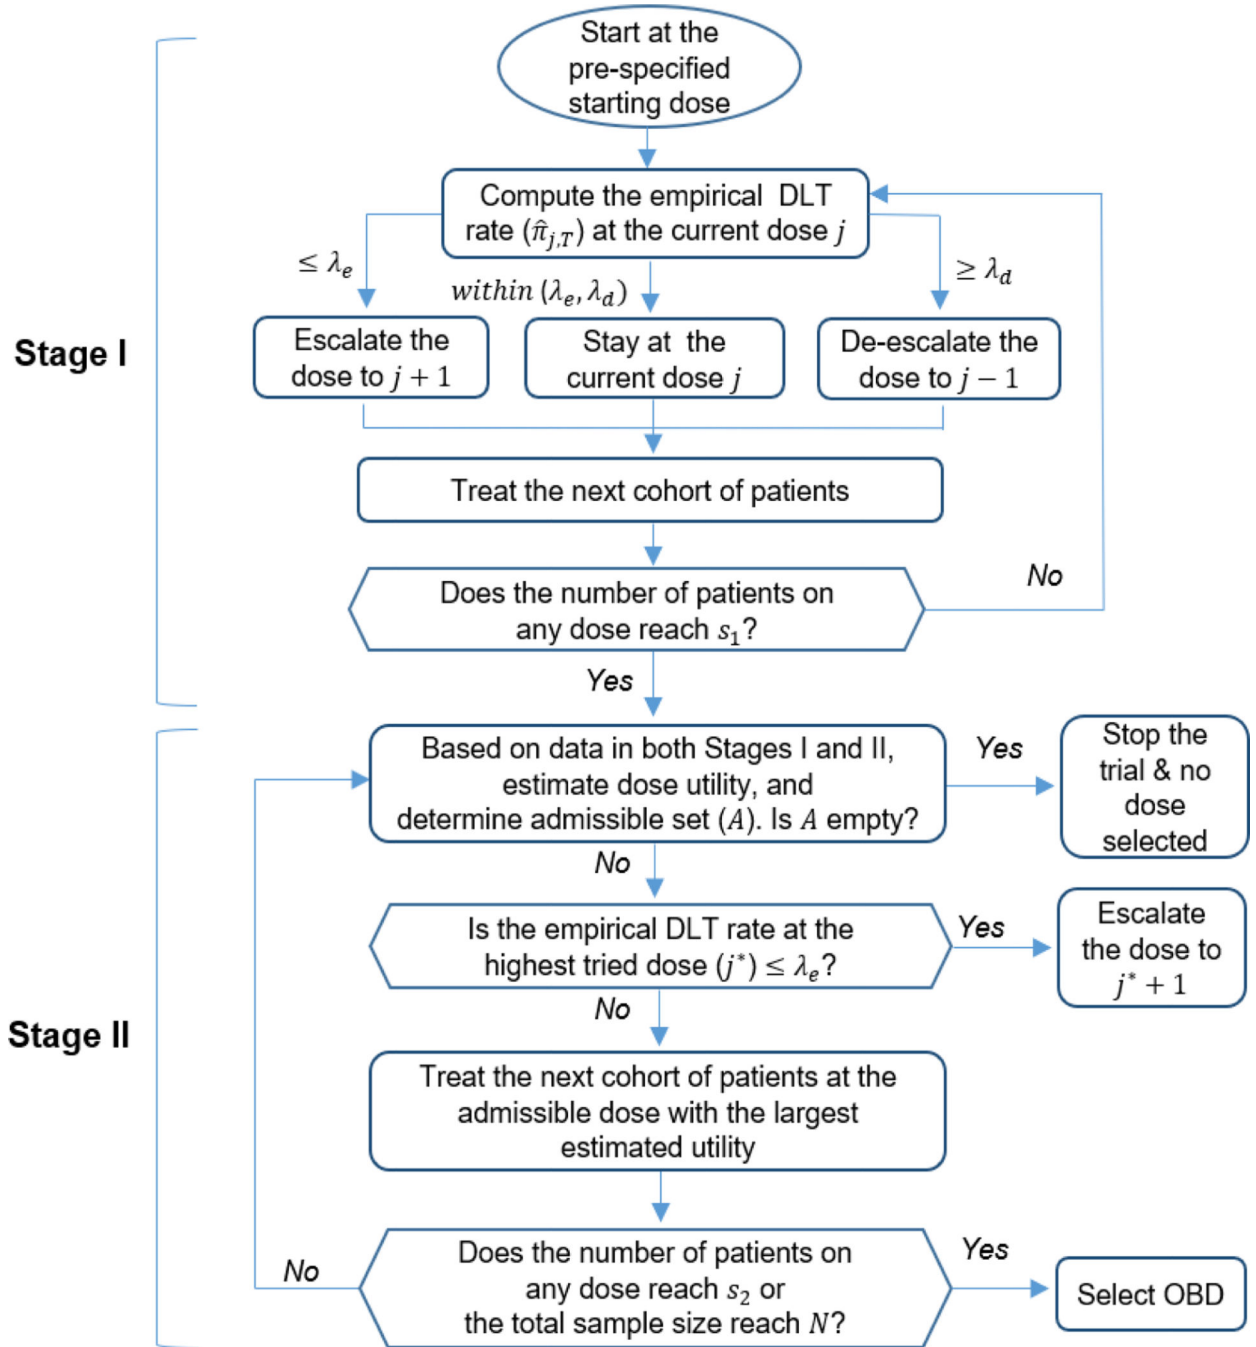 Start at the
pre-specified
starting dose
Compute the empirical DLT
rate (π̂_{j,T}) at the current dose j
≤ λ_e
within (λ_e, λ_d)
≥ λ_d
Escalate the
dose to j + 1
Stay at the
current dose j
De-escalate the
dose to j − 1
Stage I
Treat the next cohort of patients
Does the number of patients on
any dose reach s₁?
No
Yes
Based on data in both Stages I and II,
estimate dose utility, and
determine admissible set (A). Is A empty?
Yes
Stop the
trial & no
dose
selected
No
Is the empirical DLT rate at the
highest tried dose (j*) ≤ λ_e?
Yes
Escalate
the dose to
j* + 1
No
Stage II
Treat the next cohort of patients at the
admissible dose with the largest
estimated utility
Does the number of patients on
any dose reach s₂ or
the total sample size reach N?
No
Yes
Select OBD